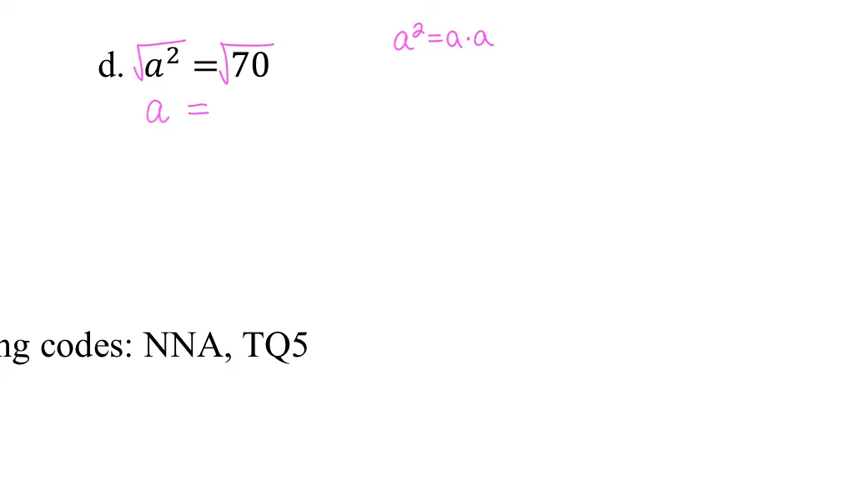 a² = a · a
d. √a² = √70
a =
ng codes: NNA, TQ5